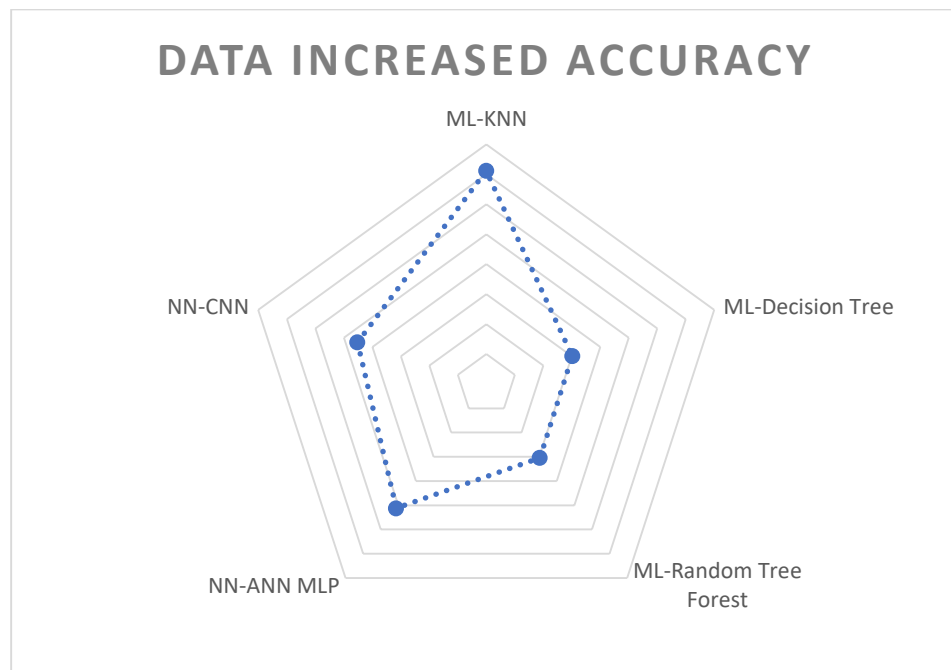 DATA INCREASED ACCURACY
ML-KNN
NN-CNN
ML-Decision Tree
NN-ANN MLP
ML-Random Tree
Forest